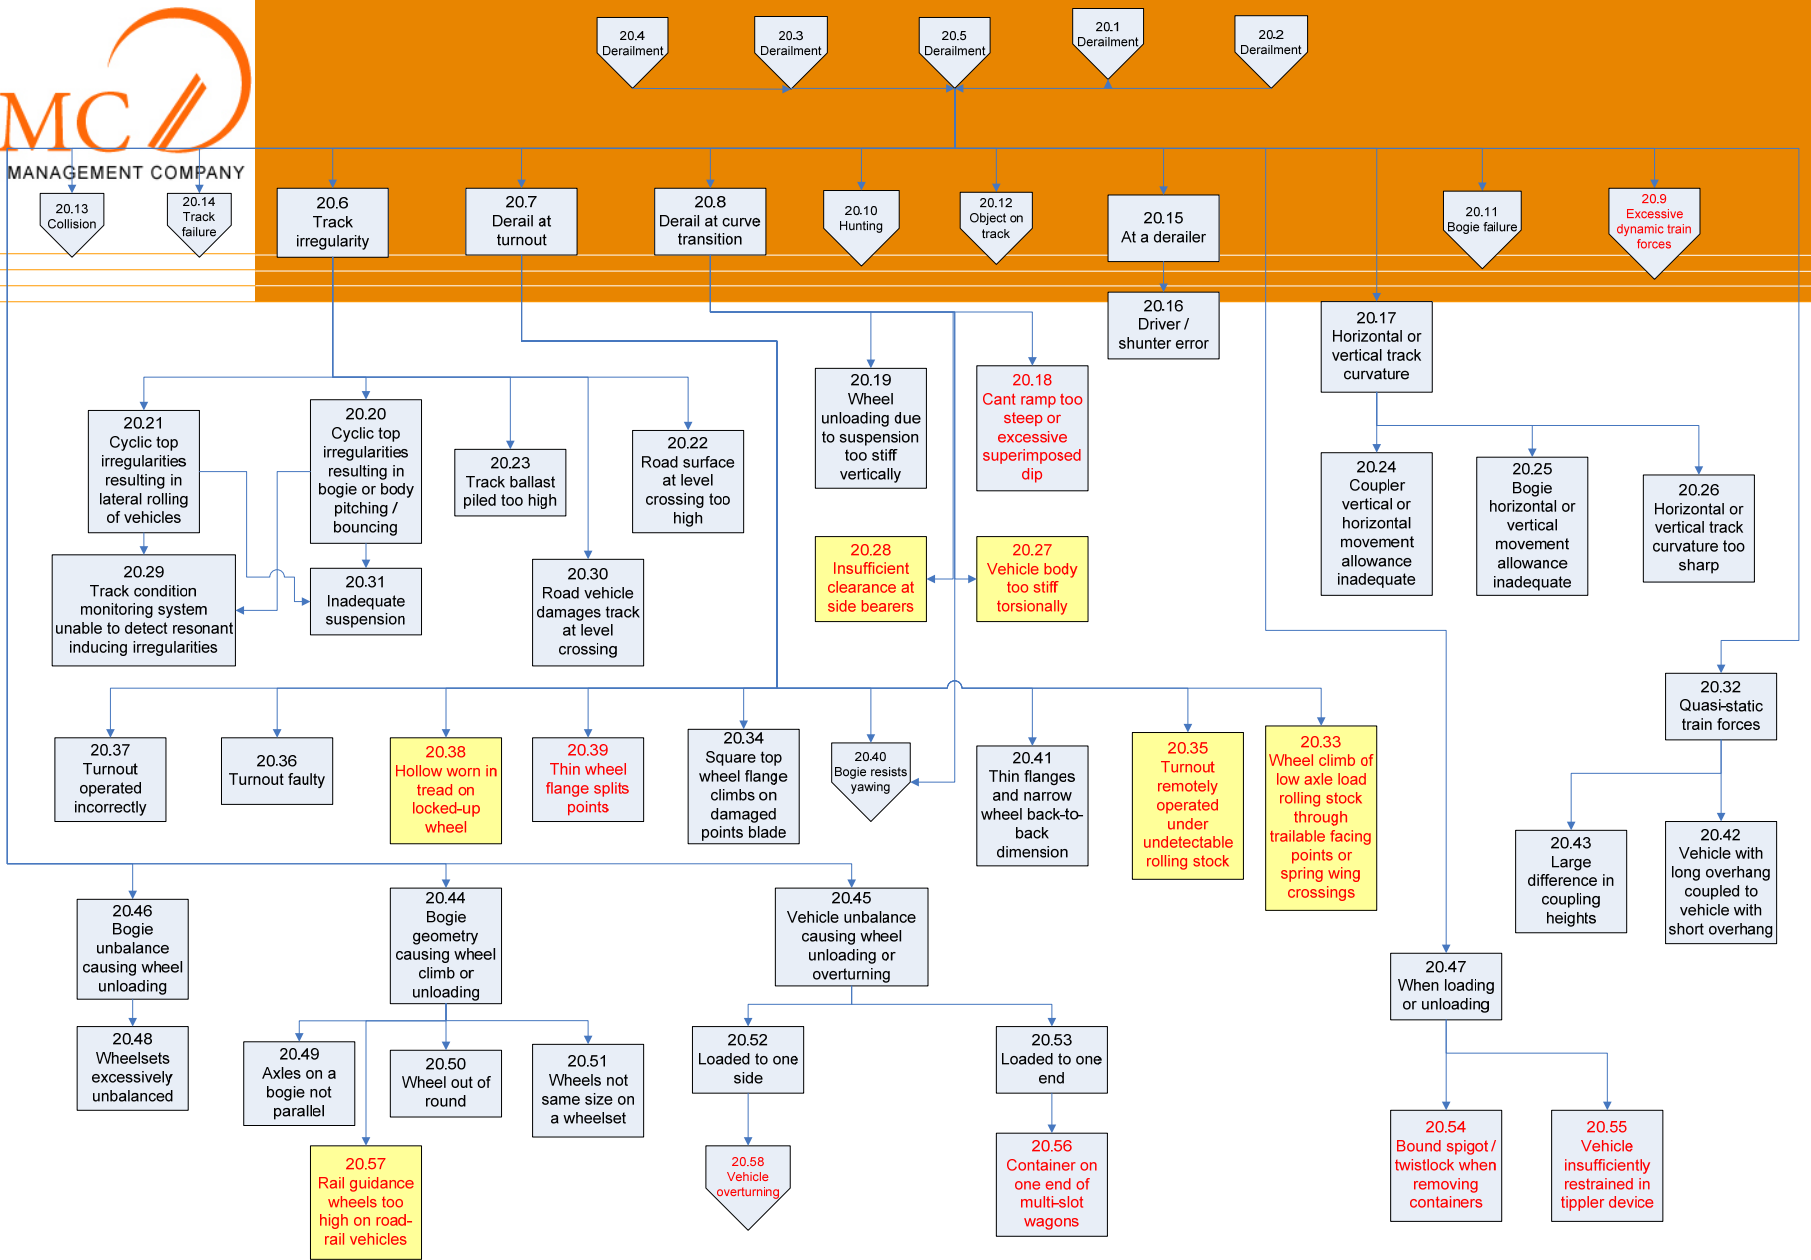 MCD
MANAGEMENT COMPANY
20.4
Derailment
20.3
Derailment
20.5
Derailment
20.1
Derailment
20.2
Derailment
20.13
Collision
20.14
Track
failure
20.6
Track
irregularity
20.7
Derail at
turnout
20.8
Derail at curve
transition
20.10
Hunting
20.12
Object on
track
20.15
At a derailer
20.11
Bogie failure
20.9
Excessive
dynamic train
forces
20.16
Driver /
shunter error
20.17
Horizontal or
vertical track
curvature
20.21
Cyclic top
irregularities
resulting in
lateral rolling
of vehicles
20.20
Cyclic top
irregularities
resulting in
bogie or body
pitching /
bouncing
20.23
Track ballast
piled too high
20.22
Road surface
at level
crossing too
high
20.19
Wheel
unloading due
to suspension
too stiff
vertically
20.18
Cant ramp too
steep or
excessive
superimposed
dip
20.24
Coupler
vertical or
horizontal
movement
allowance
inadequate
20.25
Bogie
horizontal or
vertical
movement
allowance
inadequate
20.26
Horizontal or
vertical track
curvature too
sharp
20.29
Track condition
monitoring system
unable to detect resonant
inducing irregularities
20.31
Inadequate
suspension
20.30
Road vehicle
damages track
at level
crossing
20.28
Insufficient
clearance at
side bearers
20.27
Vehicle body
too stiff
torsionally
20.32
Quasi-static
train forces
20.37
Turnout
operated
incorrectly
20.36
Turnout faulty
20.38
Hollow worn in
tread on
locked-up
wheel
20.39
Thin wheel
flange splits
points
20.34
Square top
wheel flange
climbs on
damaged
points blade
20.40
Bogie resists
yawing
20.41
Thin flanges
and narrow
wheel back-to-
back
dimension
20.35
Turnout
remotely
operated
under
undetectable
rolling stock
20.33
Wheel climb of
low axle load
rolling stock
through
trailable facing
points or
spring wing
crossings
20.43
Large
difference in
coupling
heights
20.42
Vehicle with
long overhang
coupled to
vehicle with
short overhang
20.46
Bogie
unbalance
causing wheel
unloading
20.44
Bogie
geometry
causing wheel
climb or
unloading
20.45
Vehicle unbalance
causing wheel
unloading or
overturning
20.47
When loading
or unloading
20.48
Wheelsets
excessively
unbalanced
20.49
Axles on a
bogie not
parallel
20.50
Wheel out of
round
20.51
Wheels not
same size on
a wheelset
20.52
Loaded to one
side
20.53
Loaded to one
end
20.54
Bound spigot /
twistlock when
removing
containers
20.55
Vehicle
insufficiently
restrained in
tippler device
20.57
Rail guidance
wheels too
high on road-
rail vehicles
20.58
Vehicle
overturning
20.56
Container on
one end of
multi-slot
wagons